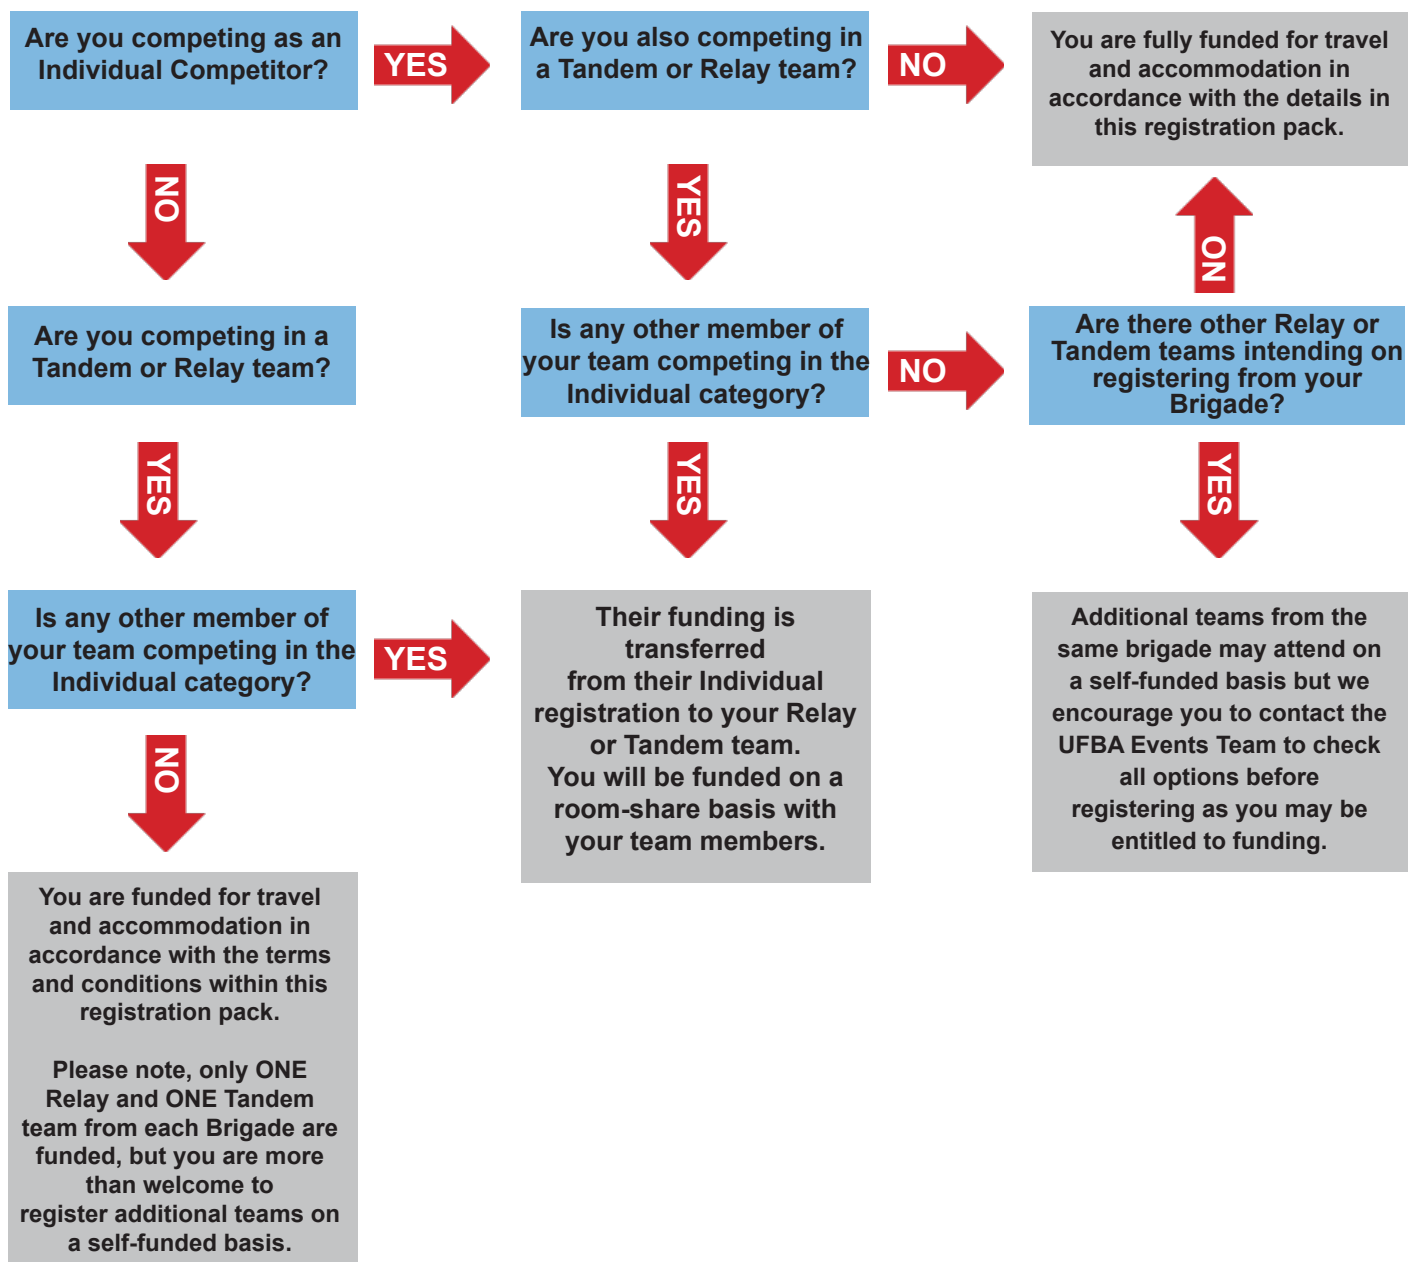 Are you competing as an
Individual Competitor?
YES
Are you also competing in
a Tandem or Relay team?
NO
You are fully funded for travel
and accommodation in
accordance with the details in
this registration pack.
NO
YES
NO
Are you competing in a
Tandem or Relay team?
Is any other member of
your team competing in the
Individual category?
NO
Are there other Relay or
Tandem teams intending on
registering from your
Brigade?
YES
YES
YES
Is any other member of
your team competing in the
Individual category?
YES
Their funding is
transferred
from their Individual
registration to your Relay
or Tandem team.
You will be funded on a
room-share basis with
your team members.
Additional teams from the
same brigade may attend on
a self-funded basis but we
encourage you to contact the
UFBA Events Team to check
all options before
registering as you may be
entitled to funding.
NO
You are funded for travel
and accommodation in
accordance with the terms
and conditions within this
registration pack.
Please note, only ONE
Relay and ONE Tandem
team from each Brigade are
funded, but you are more
than welcome to
register additional teams on
a self-funded basis.